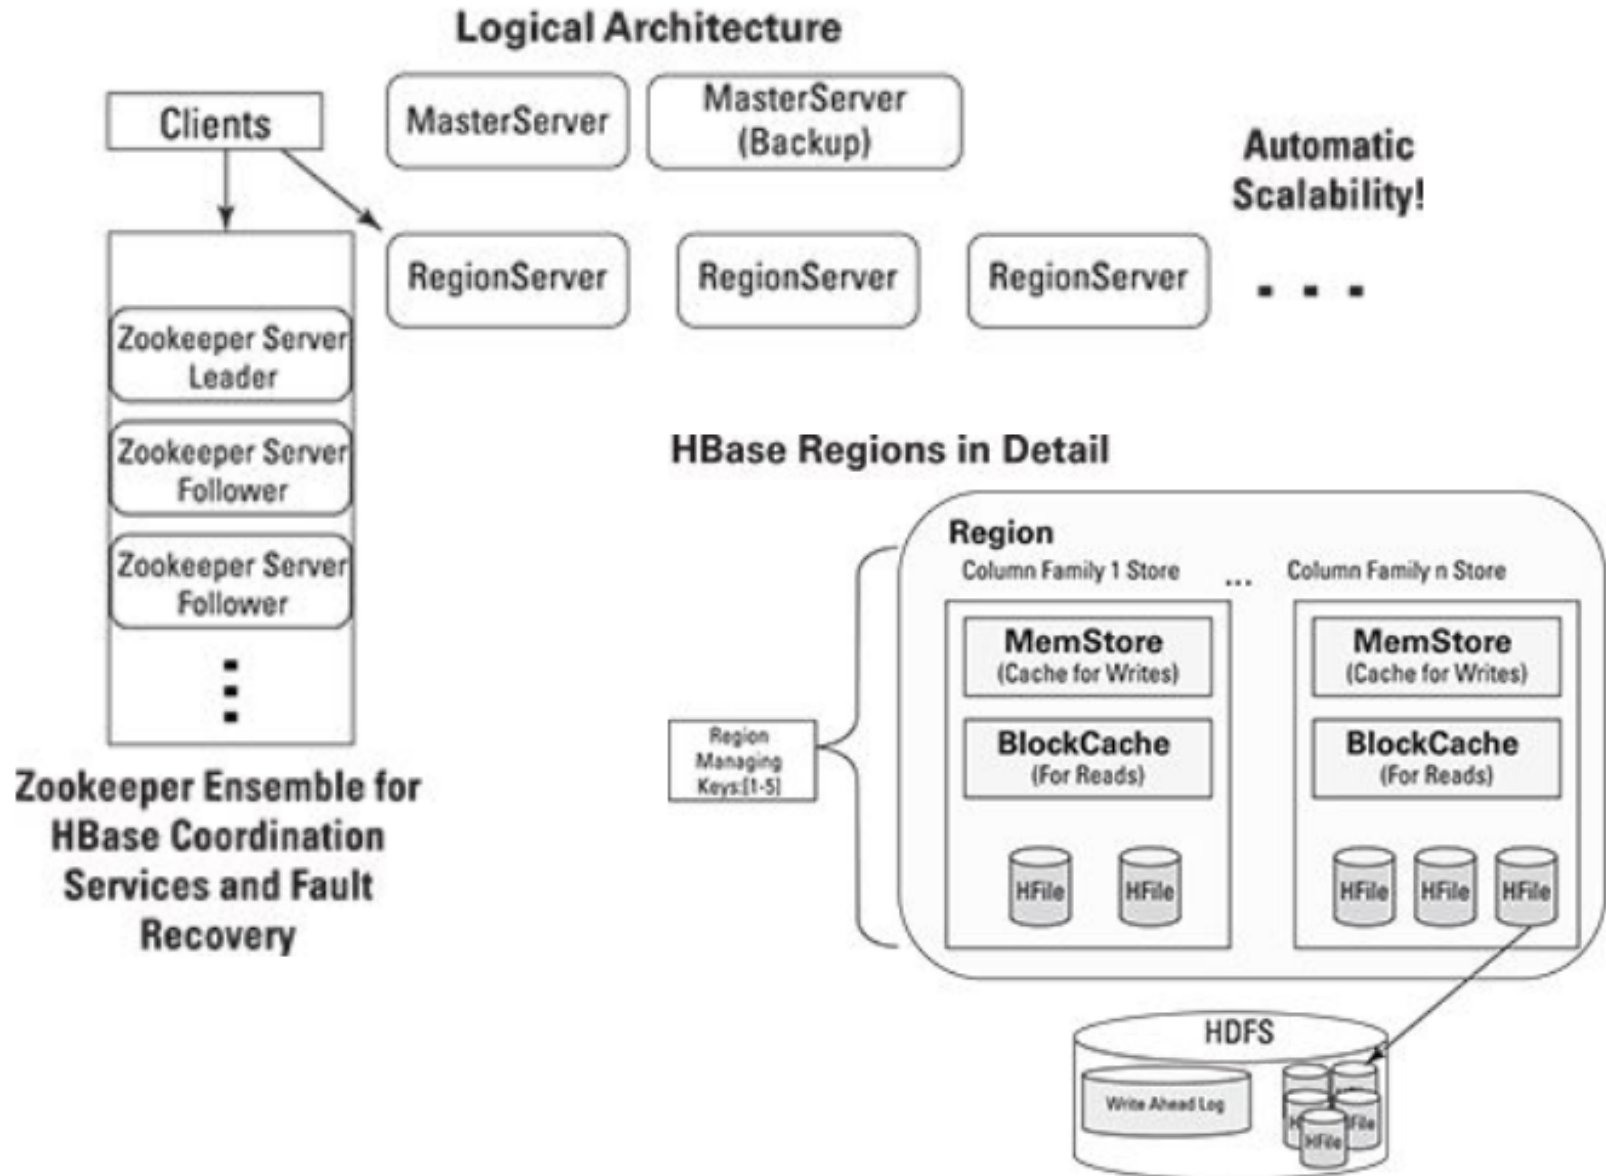 Logical Architecture
Clients
MasterServer
MasterServer
(Backup)
Automatic
Scalability!
RegionServer
RegionServer
RegionServer
Zookeeper Server
Leader
Zookeeper Server
Follower
Zookeeper Server
Follower
Zookeeper Ensemble for
HBase Coordination
Services and Fault
Recovery
HBase Regions in Detail
Region
Column Family 1 Store
...
Column Family n Store
MemStore
(Cache for Writes)
MemStore
(Cache for Writes)
Region
Managing
Keys:[1-5]
BlockCache
(For Reads)
BlockCache
(For Reads)
HFile
HFile
HFile
HFile
HFile
HDFS
Write Ahead Log
HFile